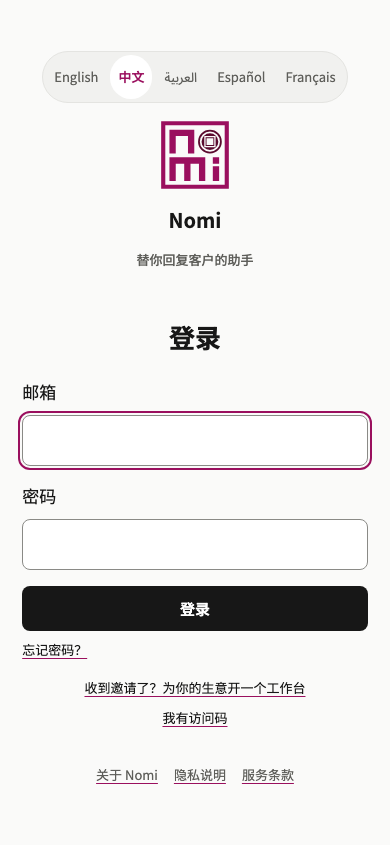 English 中文 العربية Español Français
nomi
Nomi
替你回复客户的助手
登录
邮箱
密码
登录
忘记密码？
收到邀请了？为你的生意开一个工作台
我有访问码
关于 Nomi 隐私说明 服务条款